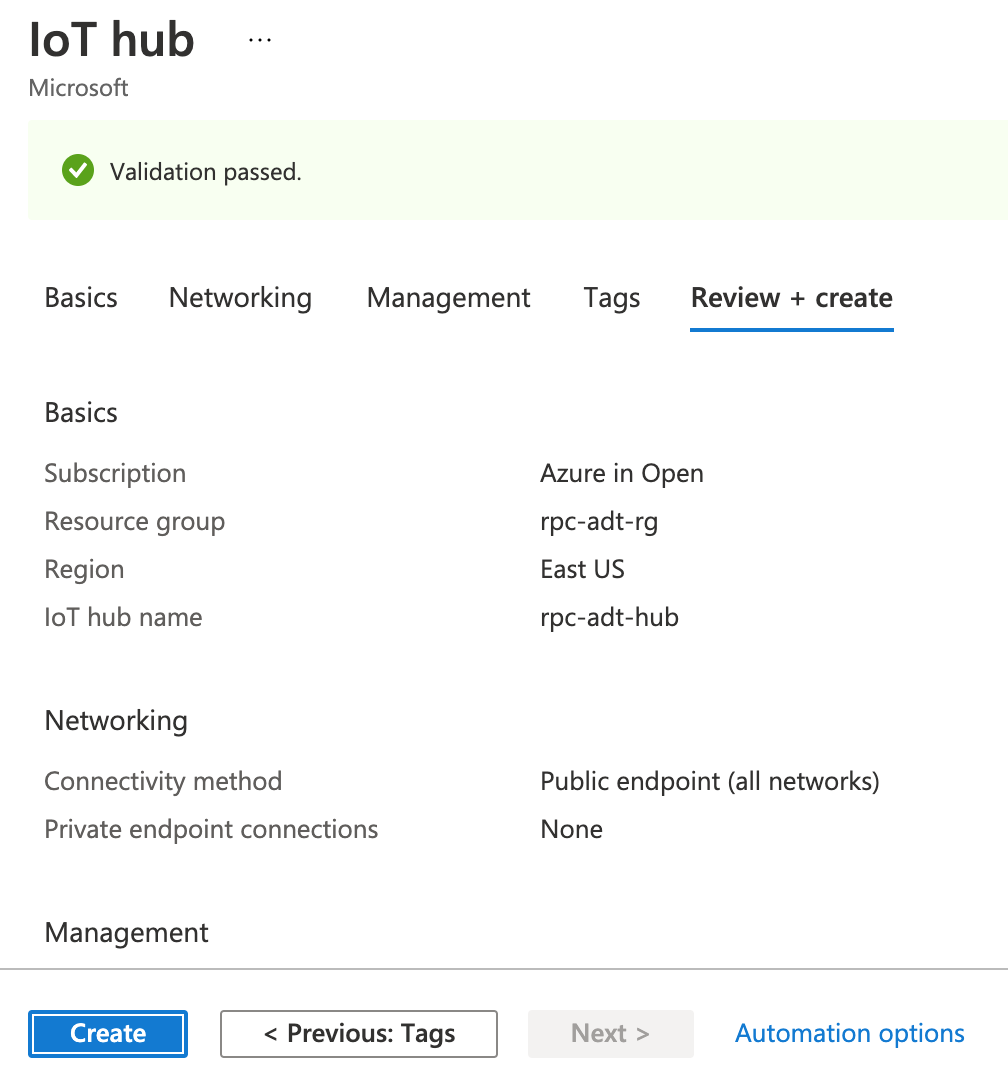 IoT hub ...
Microsoft
Validation passed.
Basics Networking Management Tags Review + create
Basics
Subscription Azure in Open
Resource group rpc-adt-rg
Region East US
IoT hub name rpc-adt-hub
Networking
Connectivity method Public endpoint (all networks)
Private endpoint connections None
Management
Create < Previous: Tags Next > Automation options